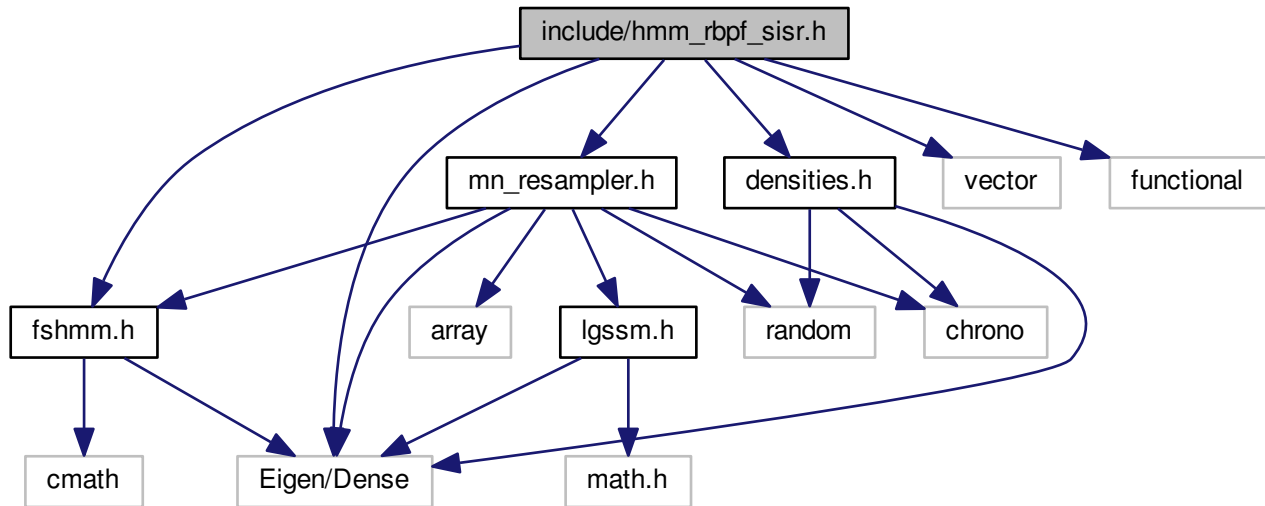 include/hmm_rbpf_sisr.h
mn_resampler.h
densities.h
vector
functional
fshmm.h
array
lgssm.h
random
chrono
cmath
Eigen/Dense
math.h